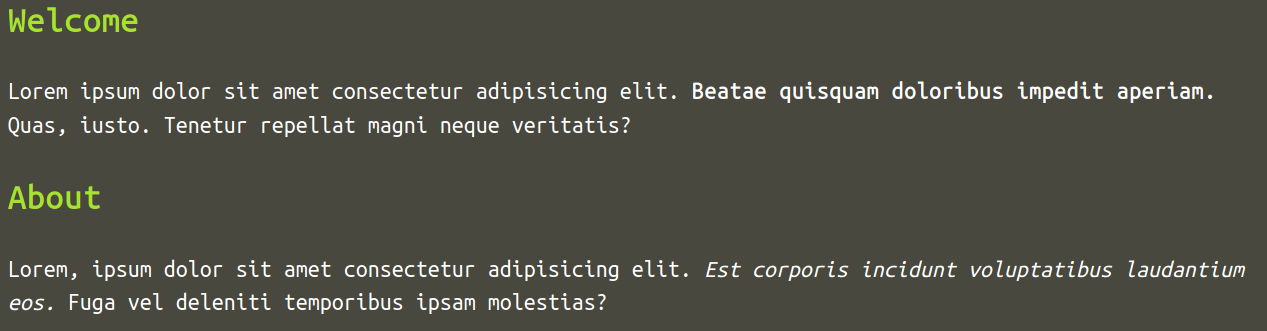 Welcome
Lorem ipsum dolor sit amet consectetur adipisicing elit. Beatae quisquam doloribus impedit aperiam.
Quas, iusto. Tenetur repellat magni neque veritatis?
About
Lorem, ipsum dolor sit amet consectetur adipisicing elit. Est corporis incidunt voluptatibus laudantium
eos. Fuga vel deleniti temporibus ipsam molestias?